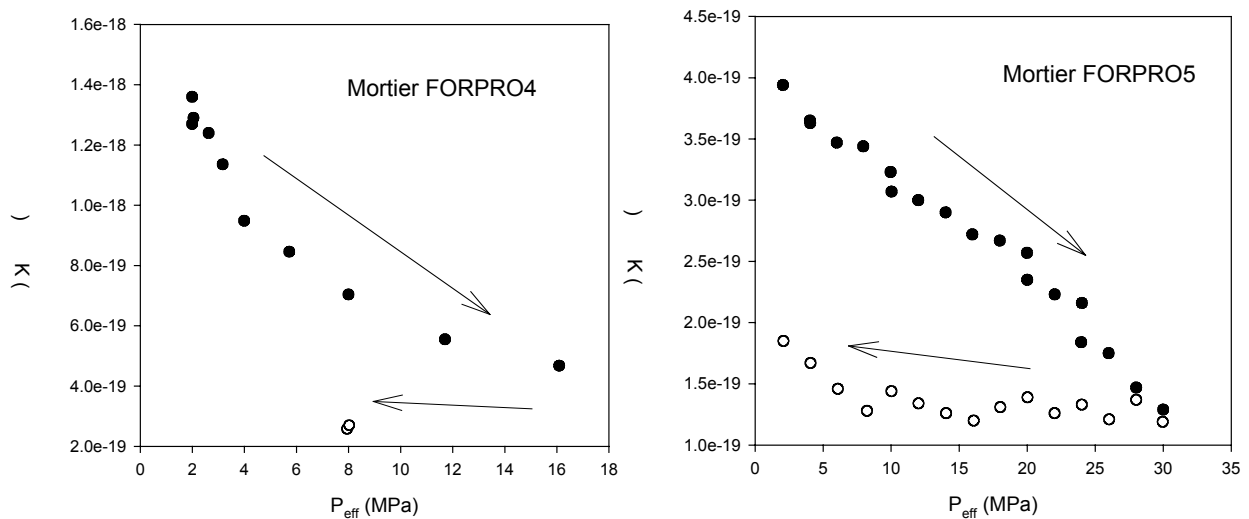 Mortier FORPRO4
1.6e-18
1.4e-18
1.2e-18
1.0e-18
8.0e-19
6.0e-19
4.0e-19
2.0e-19
K ( )
0 2 4 6 8 10 12 14 16 18
P_eff (MPa)
Mortier FORPRO5
4.5e-19
4.0e-19
3.5e-19
3.0e-19
2.5e-19
2.0e-19
1.5e-19
1.0e-19
K ( )
0 5 10 15 20 25 30 35
P_eff (MPa)